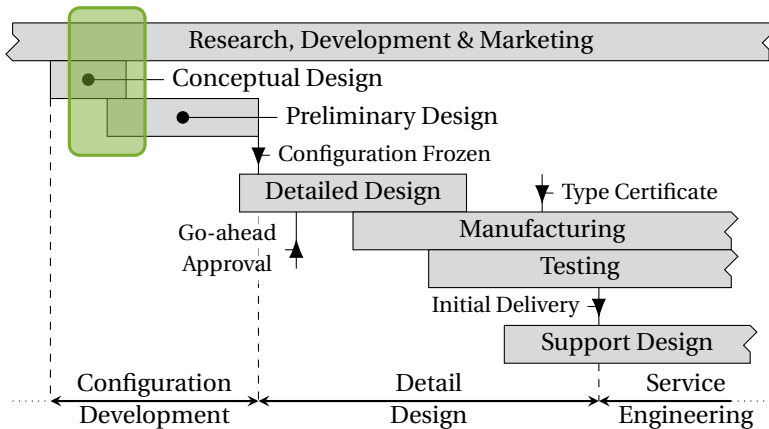 Research, Development & Marketing
Conceptual Design
Preliminary Design
Configuration Frozen
Detailed Design
Type Certificate
Go-ahead
Approval
Manufacturing
Testing
Initial Delivery
Support Design
Configuration
Development
Detail
Design
Service
Engineering